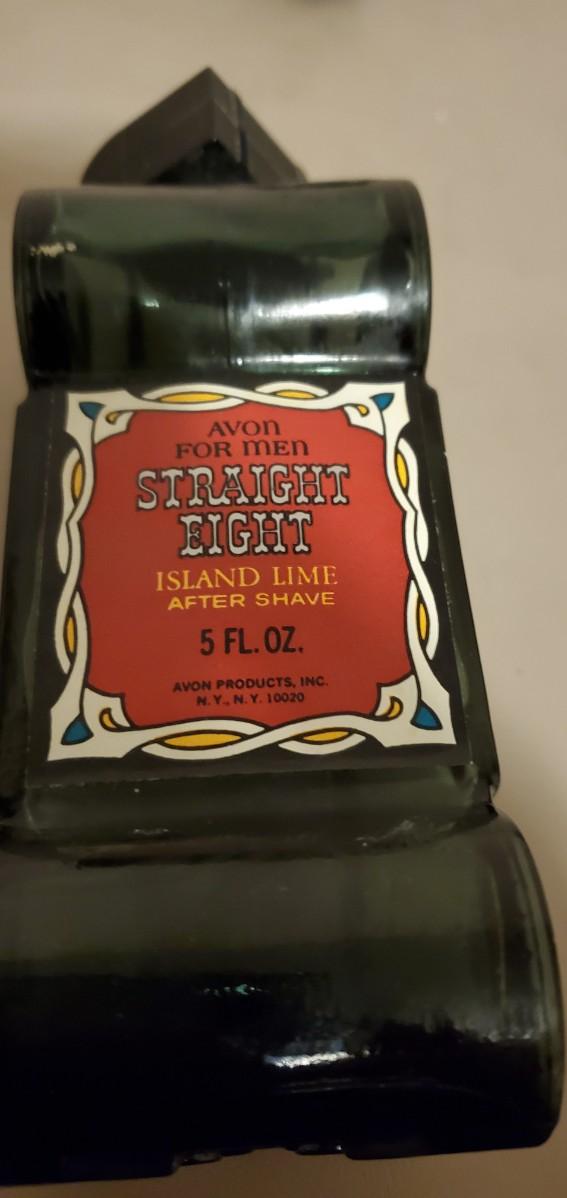 AVON
FOR MEN
STRAIGHT
EIGHT
ISLAND LIME
AFTER SHAVE
5 FL. OZ.
AVON PRODUCTS, INC.
N.Y., N.Y. 10020